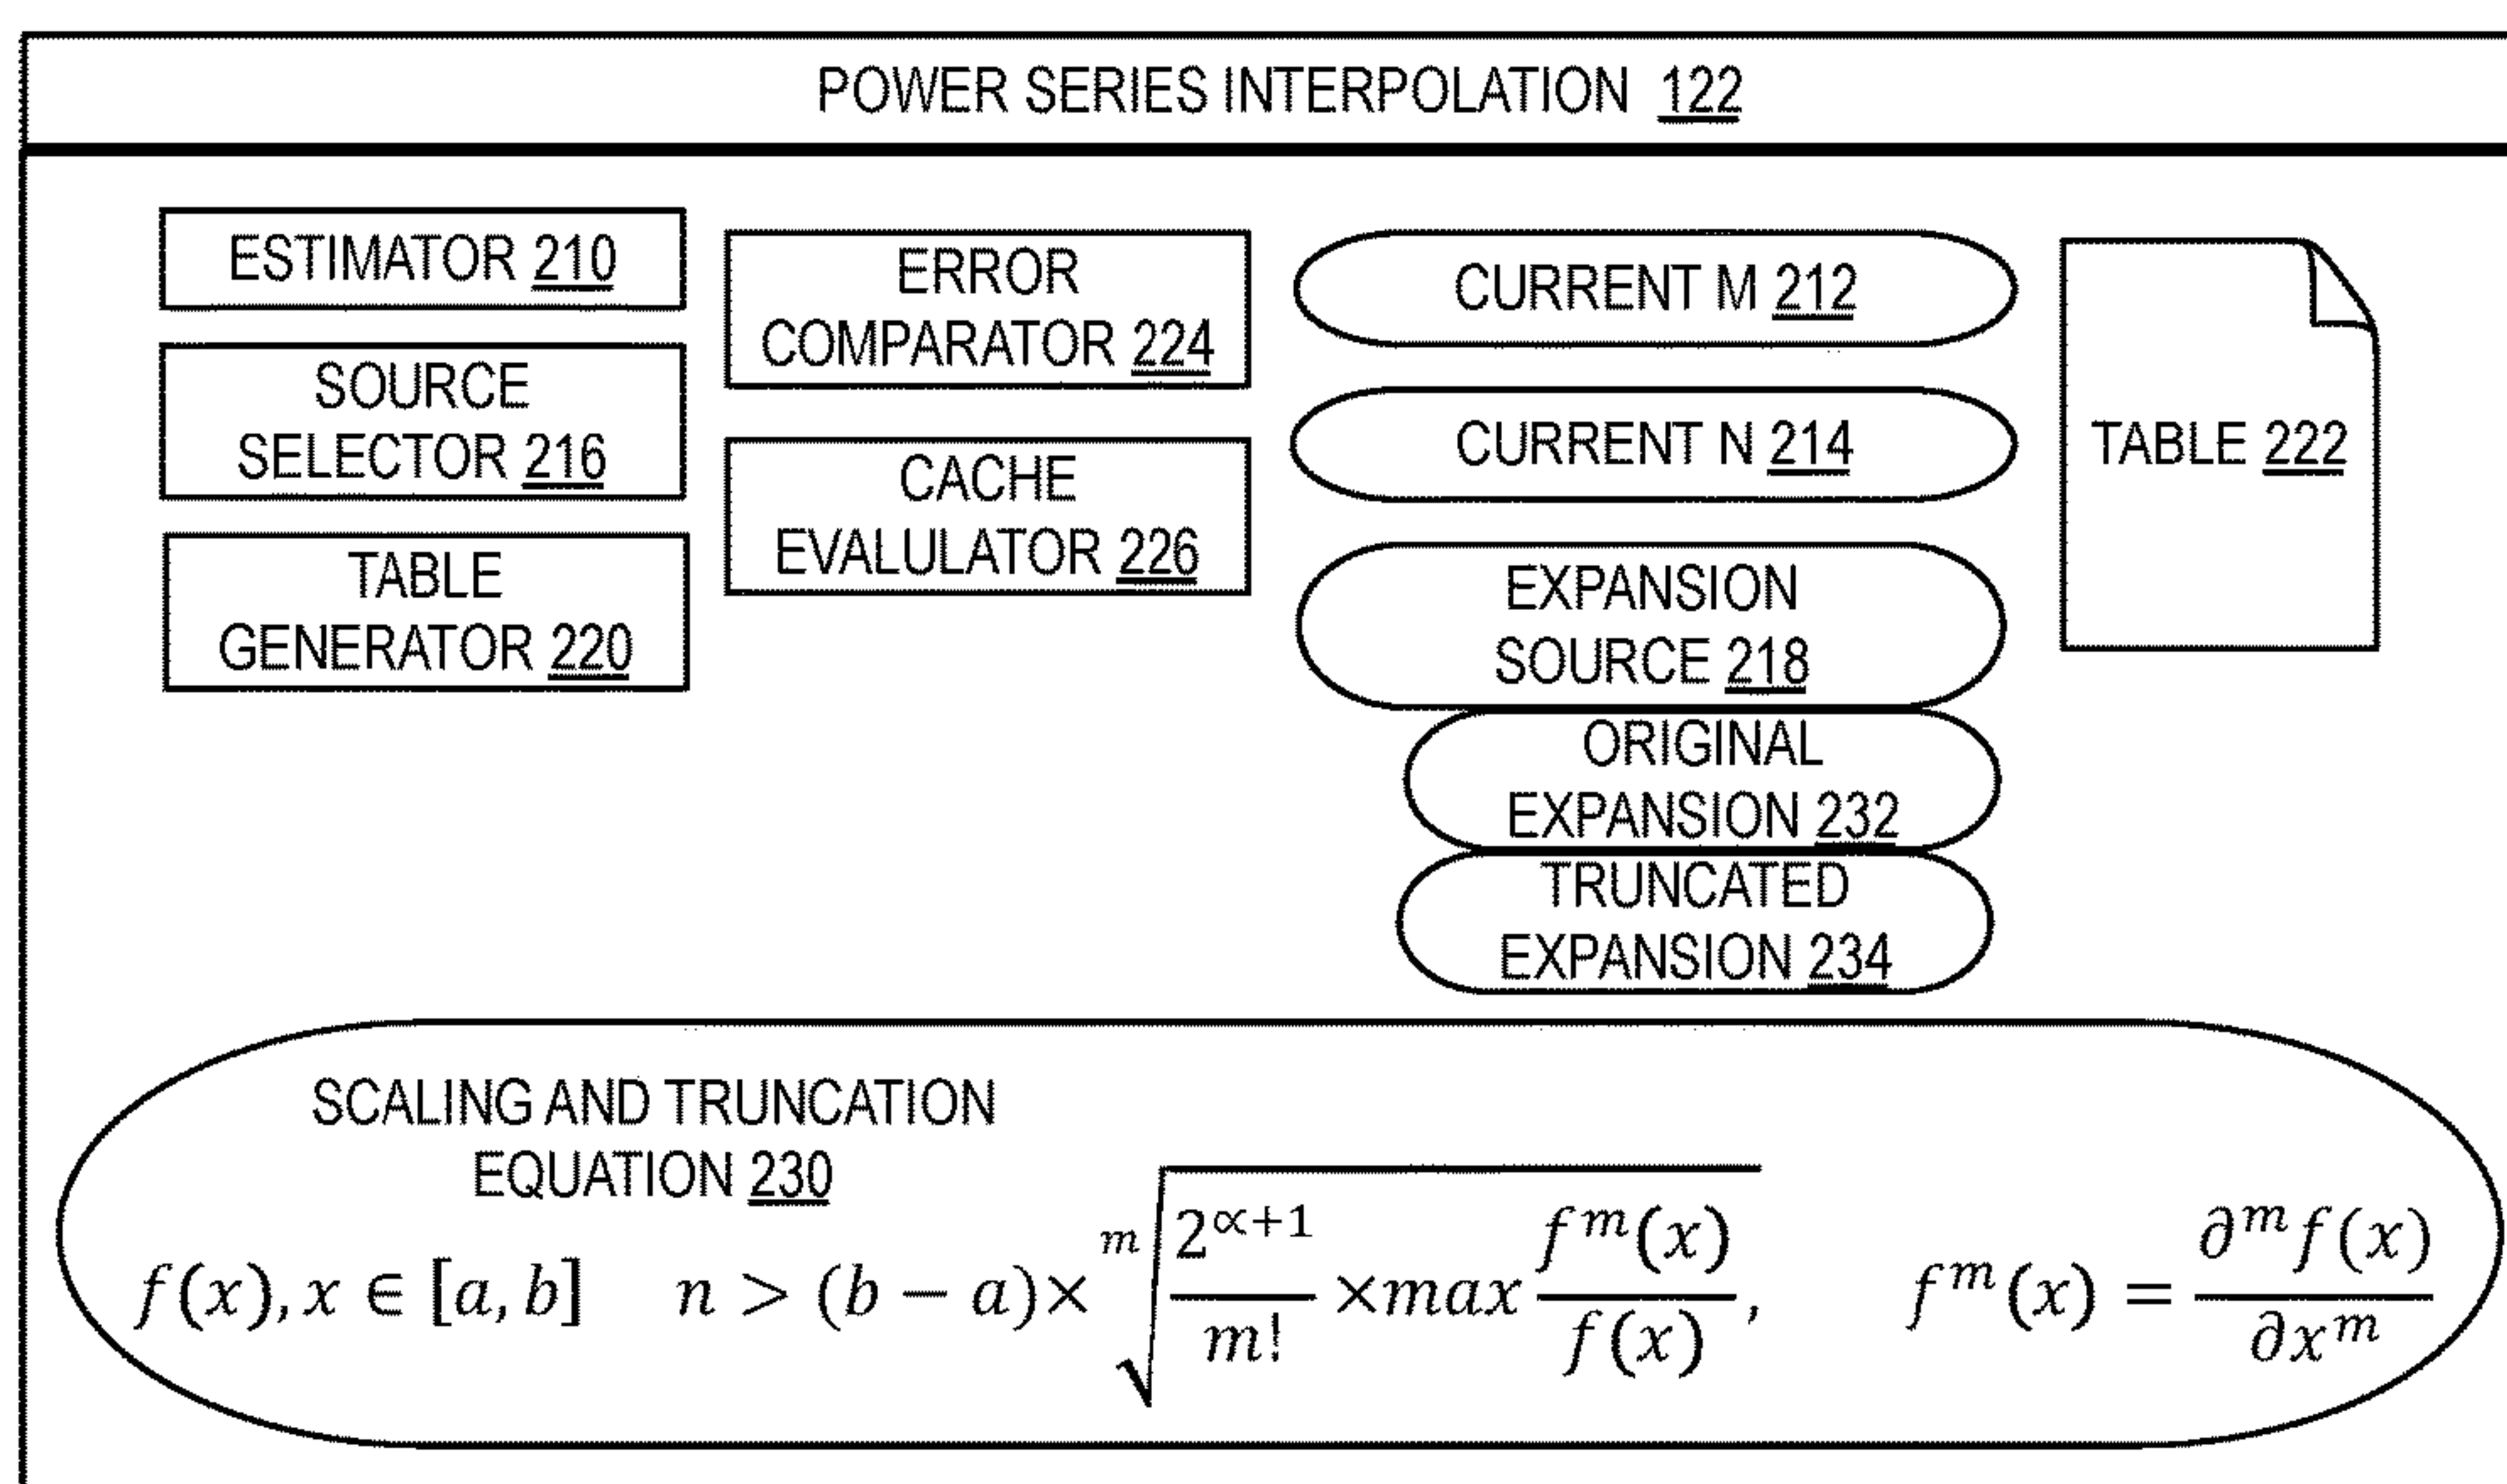 POWER SERIES INTERPOLATION 122
ESTIMATOR 210
SOURCE
SELECTOR 216
TABLE
GENERATOR 220
ERROR
COMPARATOR 224
CACHE
EVALULATOR 226
CURRENT M 212
CURRENT N 214
EXPANSION
SOURCE 218
ORIGINAL
EXPANSION 232
TRUNCATED
EXPANSION 234
TABLE 222
SCALING AND TRUNCATION
EQUATION 230
f(x), x ∈ [a, b]   n > (b − a)× ᵐ√(2^{∝+1}/m! ×max f^m(x)/f(x)),   f^m(x) = ∂^m f(x)/∂x^m